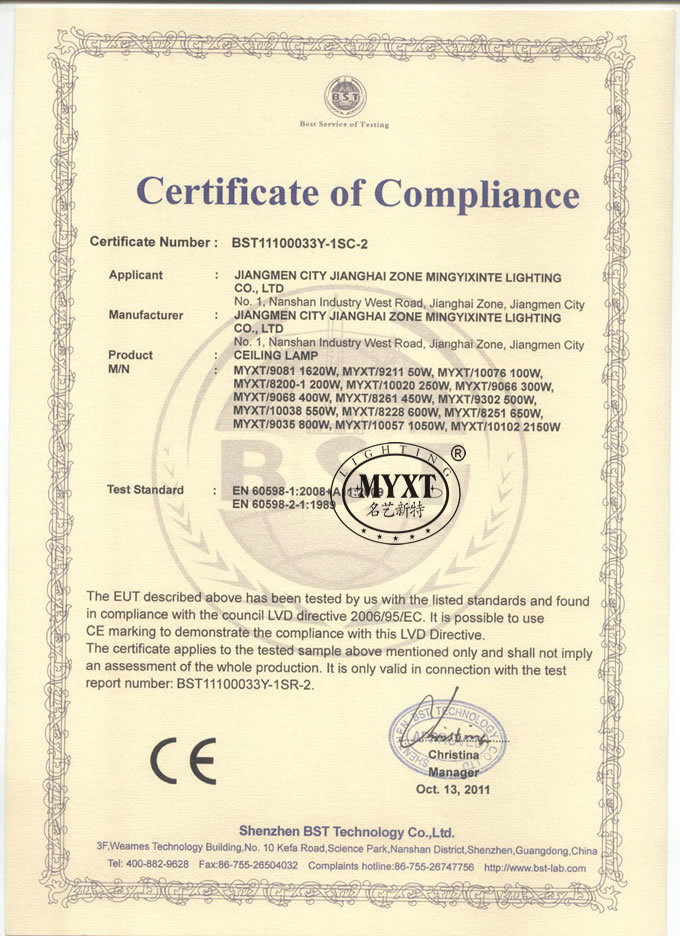 BST
Best Service of Testing
Certificate of Compliance
Certificate Number : BST11100033Y-1SC-2
Applicant : JIANGMEN CITY JIANGHAI ZONE MINGYIXINTE LIGHTING
CO., LTD
No. 1, Nanshan Industry West Road, Jianghai Zone, Jiangmen City
Manufacturer : JIANGMEN CITY JIANGHAI ZONE MINGYIXINTE LIGHTING
CO., LTD
No. 1, Nanshan Industry West Road, Jianghai Zone, Jiangmen City
Product : CEILING LAMP
M/N : MYXT/9081 1620W, MYXT/9211 50W, MYXT/10076 100W,
MYXT/8200-1 200W, MYXT/10020 250W, MYXT/9066 300W,
MYXT/9068 400W, MYXT/8261 450W, MYXT/9302 500W,
MYXT/10038 550W, MYXT/8228 600W, MYXT/8251 650W,
MYXT/9035 800W, MYXT/10057 1050W, MYXT/10102 2150W
BST
LIGHTING ®
MYXT
名艺新特
Test Standard : EN 60598-1:2008+A11:2009
EN 60598-2-1:1989
The EUT described above has been tested by us with the listed standards and found
in compliance with the council LVD directive 2006/95/EC. It is possible to use
CE marking to demonstrate the compliance with this LVD Directive.
The certificate applies to the tested sample above mentioned only and shall not imply
an assessment of the whole production. It is only valid in connection with the test
report number: BST11100033Y-1SR-2.
CE
SHENZHEN BST TECHNOLOGY CO., LTD
APPROVED
Christina
Christina
Manager
Oct. 13, 2011
Shenzhen BST Technology Co.,Ltd.
3F,Weames Technology Building,No. 10 Kefa Road,Science Park,Nanshan District,Shenzhen,Guangdong,China
Tel: 400-882-9628 Fax:86-755-26504032 Complaints hotline:86-755-26747756 http://www.bst-lab.com